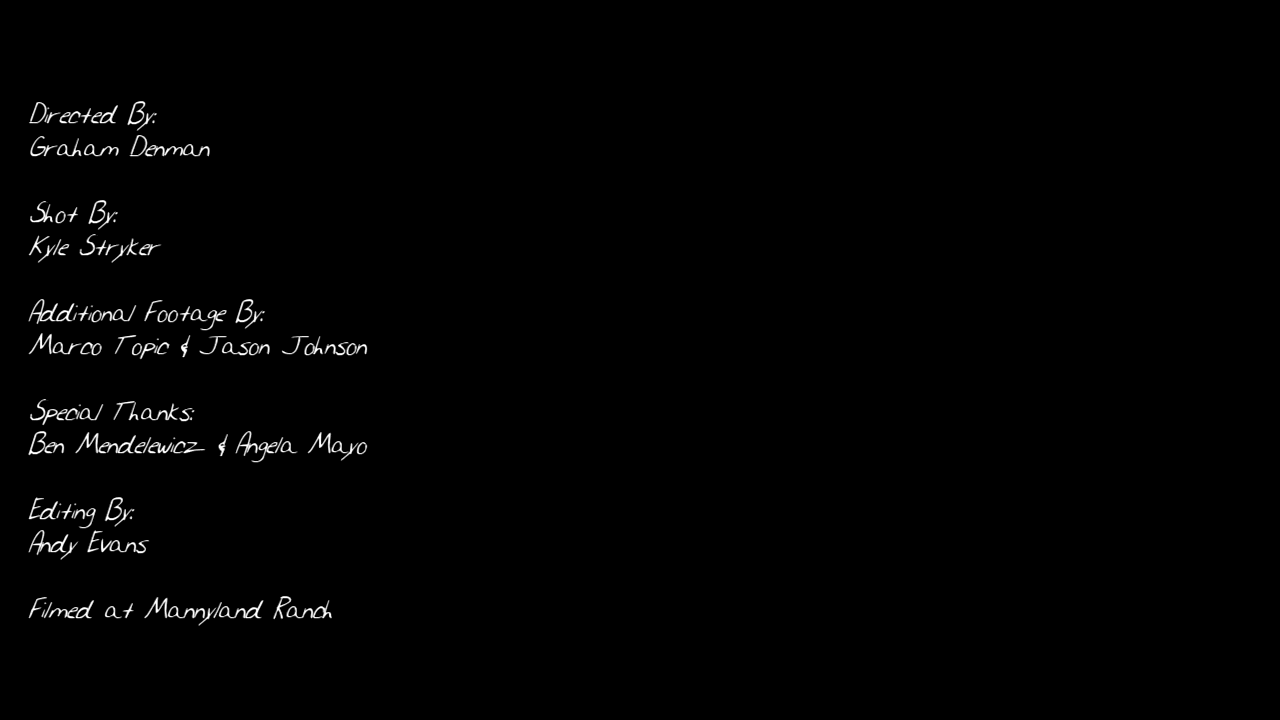 Directed By:
Graham Denman
Shot By:
Kyle Stryker
Additional Footage By:
Marco Topic & Jason Johnson
Special Thanks:
Ben Mendelewicz & Angela Mayo
Editing By:
Andy Evans
Filmed at Mannyland Ranch